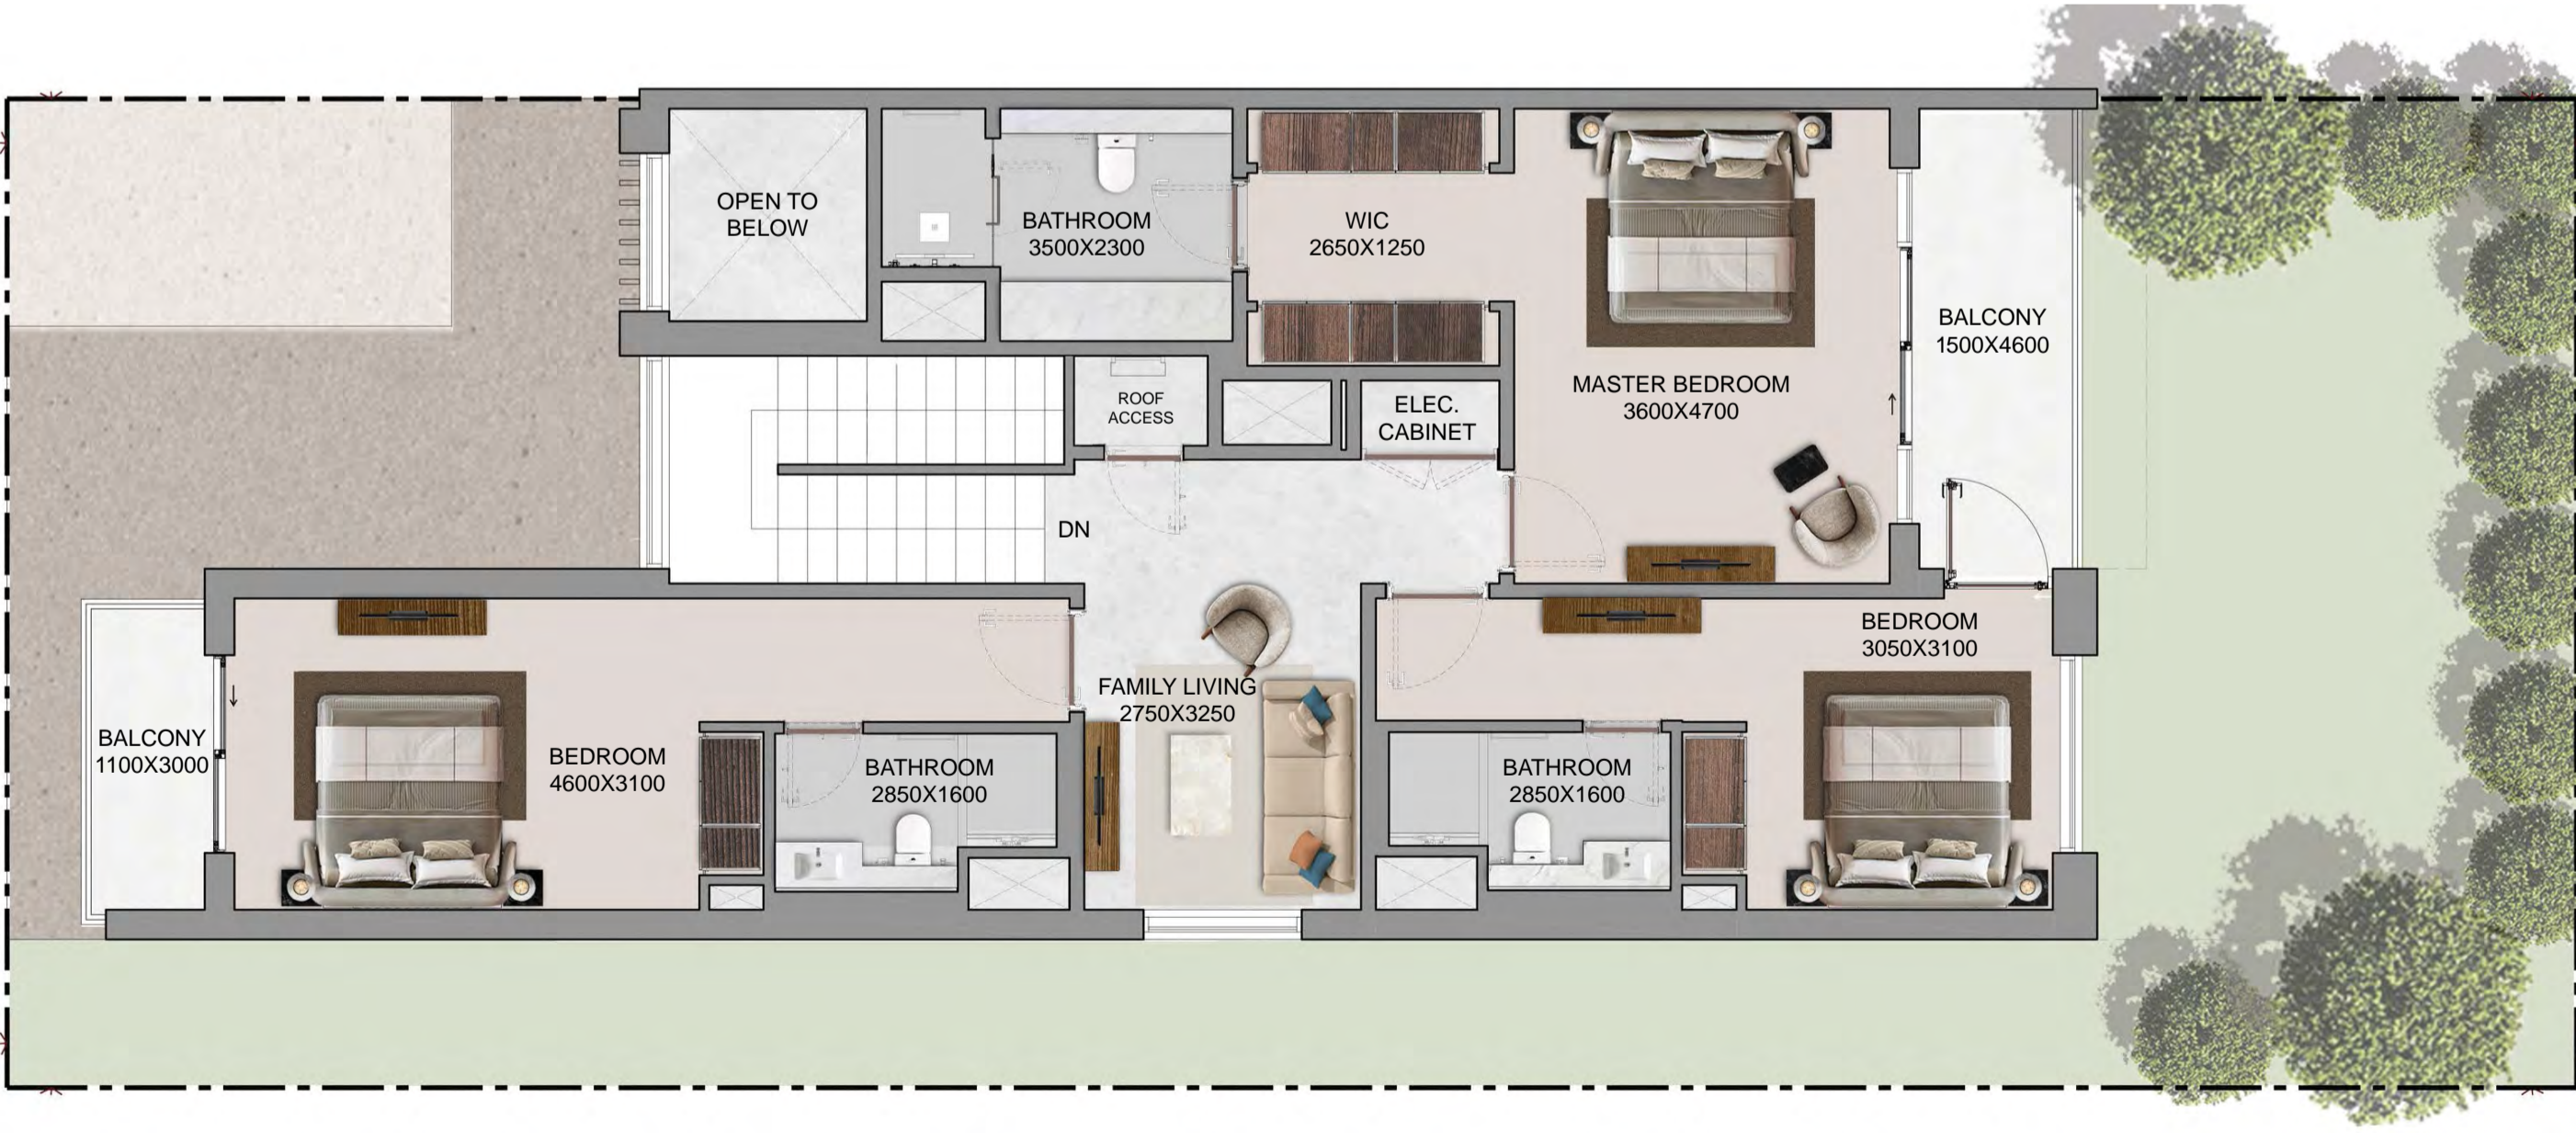 OPEN TO
BELOW
BATHROOM
3500X2300
WIC
2650X1250
BALCONY
1500X4600
MASTER BEDROOM
3600X4700
ROOF
ACCESS
ELEC.
CABINET
DN
BEDROOM
3050X3100
FAMILY LIVING
2750X3250
BALCONY
1100X3000
BEDROOM
4600X3100
BATHROOM
2850X1600
BATHROOM
2850X1600